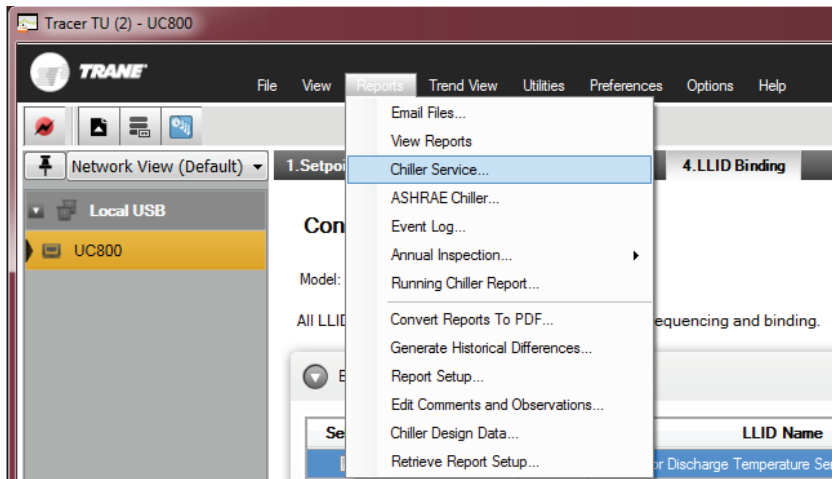 Tracer TU (2) - UC800
TRANE
File View Reports Trend View Utilities Preferences Options Help
Email Files...
View Reports
Chiller Service...
ASHRAE Chiller...
Event Log...
Annual Inspection...
Running Chiller Report...
Convert Reports To PDF...
Generate Historical Differences...
Report Setup...
Edit Comments and Observations...
Chiller Design Data...
Retrieve Report Setup...
Network View (Default)
1.Setpoi
4.LLID Binding
Local USB
UC800
Con
Model:
All LLID
equencing and binding.
Se
LLID Name
or Discharge Temperature Se